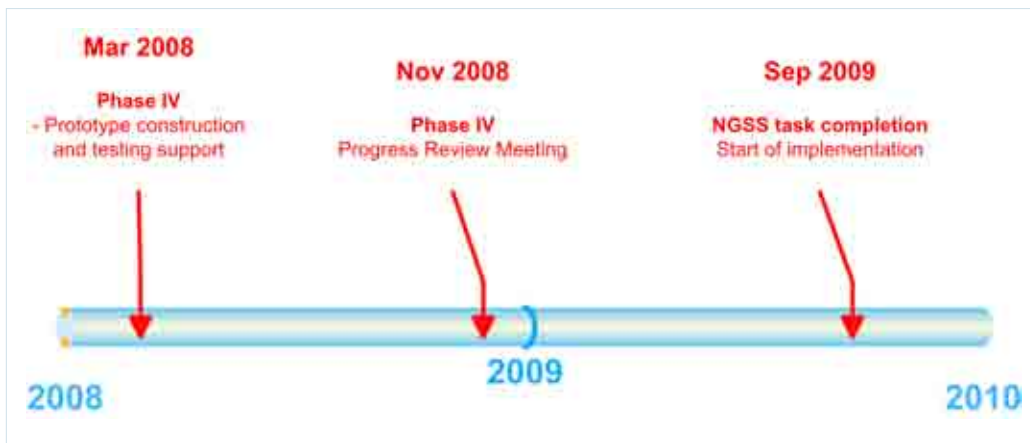 Mar 2008
Phase IV
- Prototype construction
and testing support
Nov 2008
Phase IV
Progress Review Meeting
Sep 2009
NGSS task completion
Start of implementation
2008
2009
2010